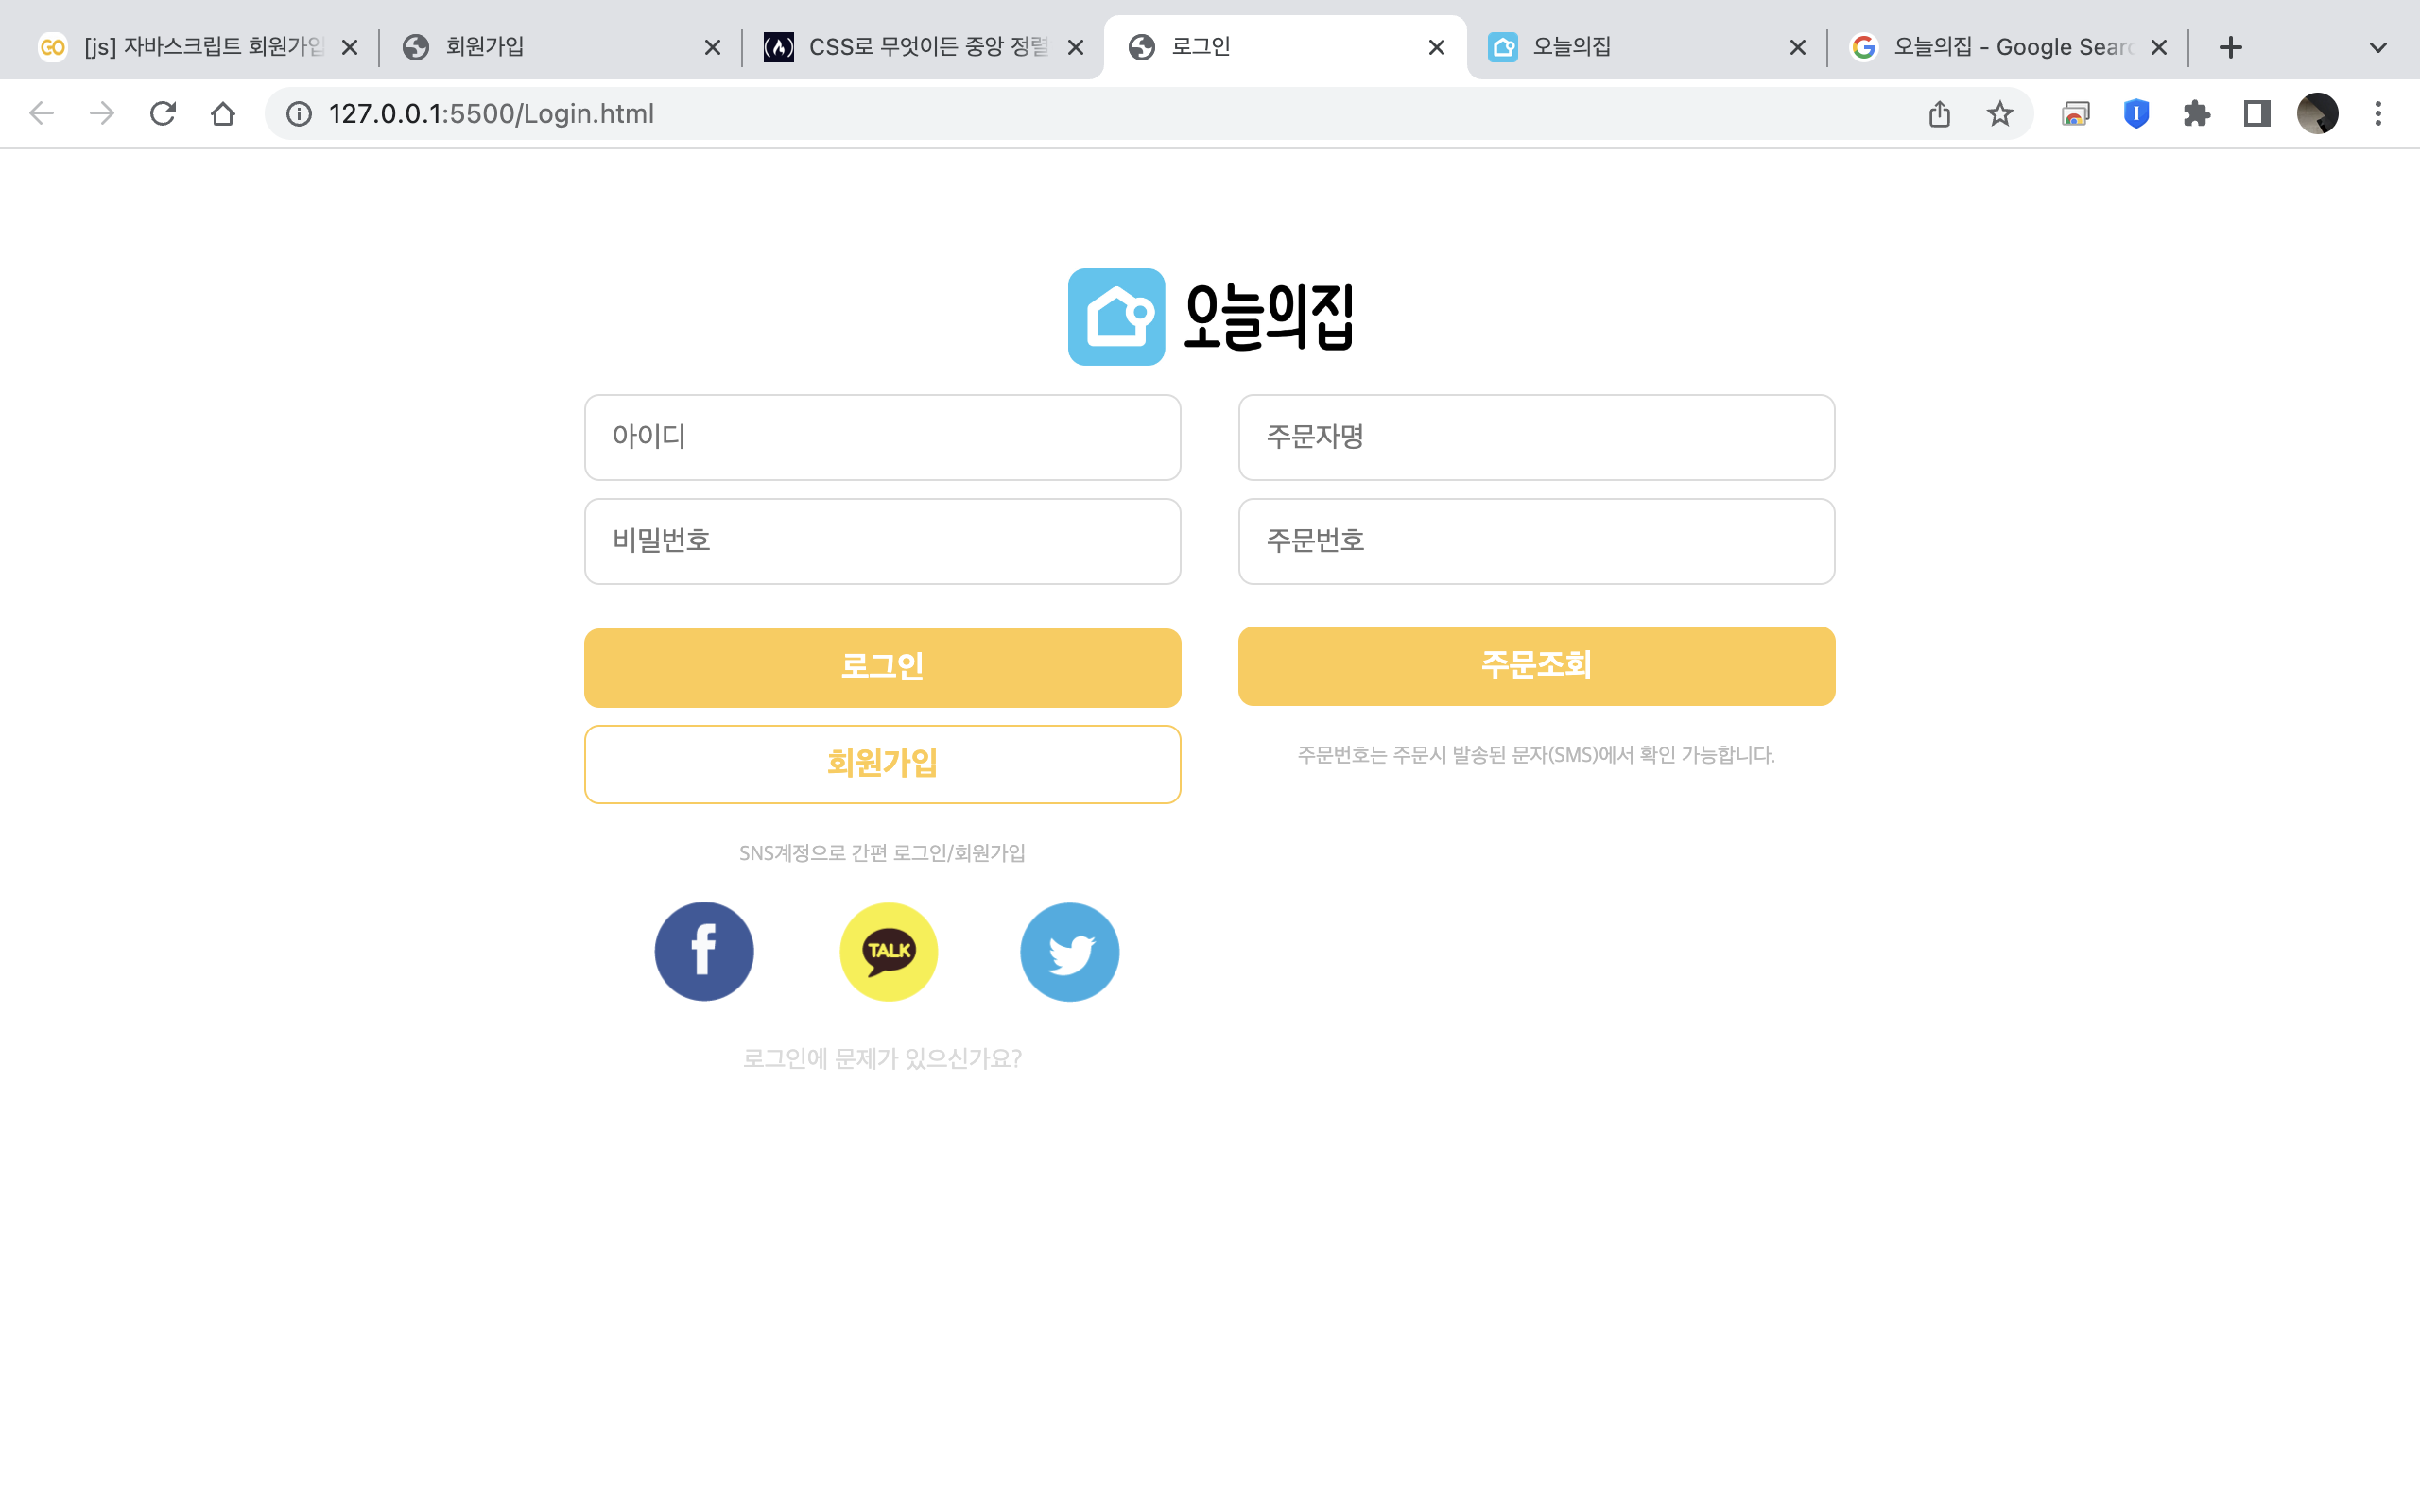 [js] 자바스크립트 회원가입
회원가입
CSS로 무엇이든 중앙 정렬
로그인
오늘의집
오늘의집 - Google Searc
127.0.0.1:5500/Login.html
오늘의집
아이디
비밀번호
로그인
회원가입
SNS계정으로 간편 로그인/회원가입
f
TALK
로그인에 문제가 있으신가요?
주문자명
주문번호
주문조회
주문번호는 주문시 발송된 문자(SMS)에서 확인 가능합니다.